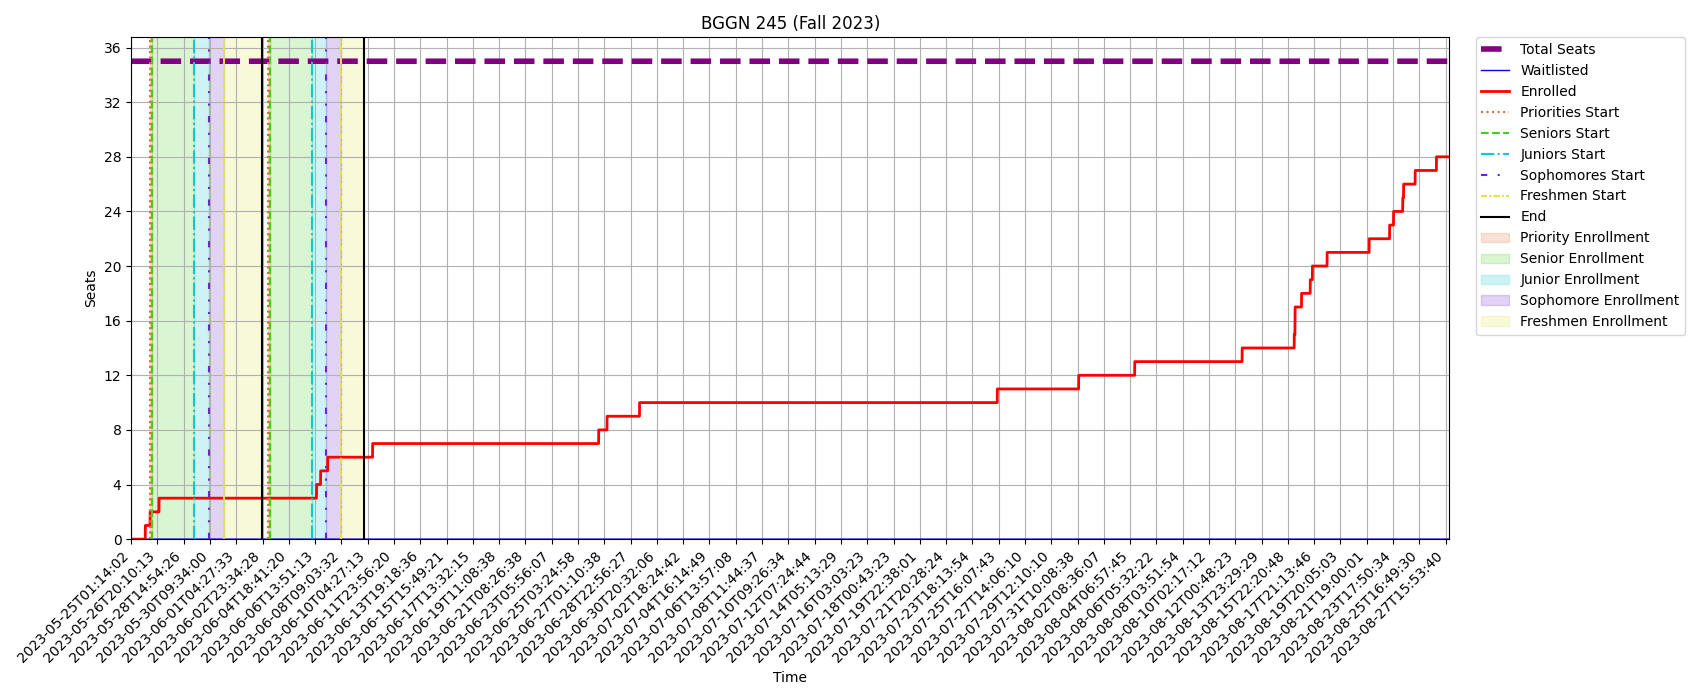 BGGN 245 (Fall 2023)
Seats
36
32
28
24
20
16
12
8
4
0
2023-05-25T01:14:02
2023-05-26T20:10:13
2023-05-28T14:54:26
2023-05-30T09:34:00
2023-06-01T04:27:33
2023-06-02T23:34:28
2023-06-04T18:41:20
2023-06-06T13:51:13
2023-06-08T09:03:32
2023-06-10T04:27:13
2023-06-11T23:56:20
2023-06-13T19:18:36
2023-06-15T15:49:21
2023-06-17T13:32:15
2023-06-19T11:08:38
2023-06-21T08:26:38
2023-06-23T05:56:07
2023-06-25T03:24:58
2023-06-27T01:10:38
2023-06-28T22:56:27
2023-06-30T20:32:06
2023-07-02T18:24:42
2023-07-04T16:14:49
2023-07-06T13:57:08
2023-07-08T11:44:37
2023-07-10T09:26:34
2023-07-12T07:24:44
2023-07-14T05:13:29
2023-07-16T03:03:23
2023-07-18T00:43:23
2023-07-19T22:38:01
2023-07-21T20:28:24
2023-07-23T18:13:54
2023-07-25T16:07:43
2023-07-27T14:06:10
2023-07-29T12:10:10
2023-07-31T10:08:38
2023-08-02T08:36:07
2023-08-04T06:57:45
2023-08-06T05:32:22
2023-08-08T03:51:54
2023-08-10T02:17:12
2023-08-12T00:48:23
2023-08-13T23:29:29
2023-08-15T22:20:48
2023-08-17T21:13:46
2023-08-19T20:05:03
2023-08-21T19:00:01
2023-08-23T17:50:34
2023-08-25T16:49:30
2023-08-27T15:53:40
Time
Total Seats
Waitlisted
Enrolled
Priorities Start
Seniors Start
Juniors Start
Sophomores Start
Freshmen Start
End
Priority Enrollment
Senior Enrollment
Junior Enrollment
Sophomore Enrollment
Freshmen Enrollment